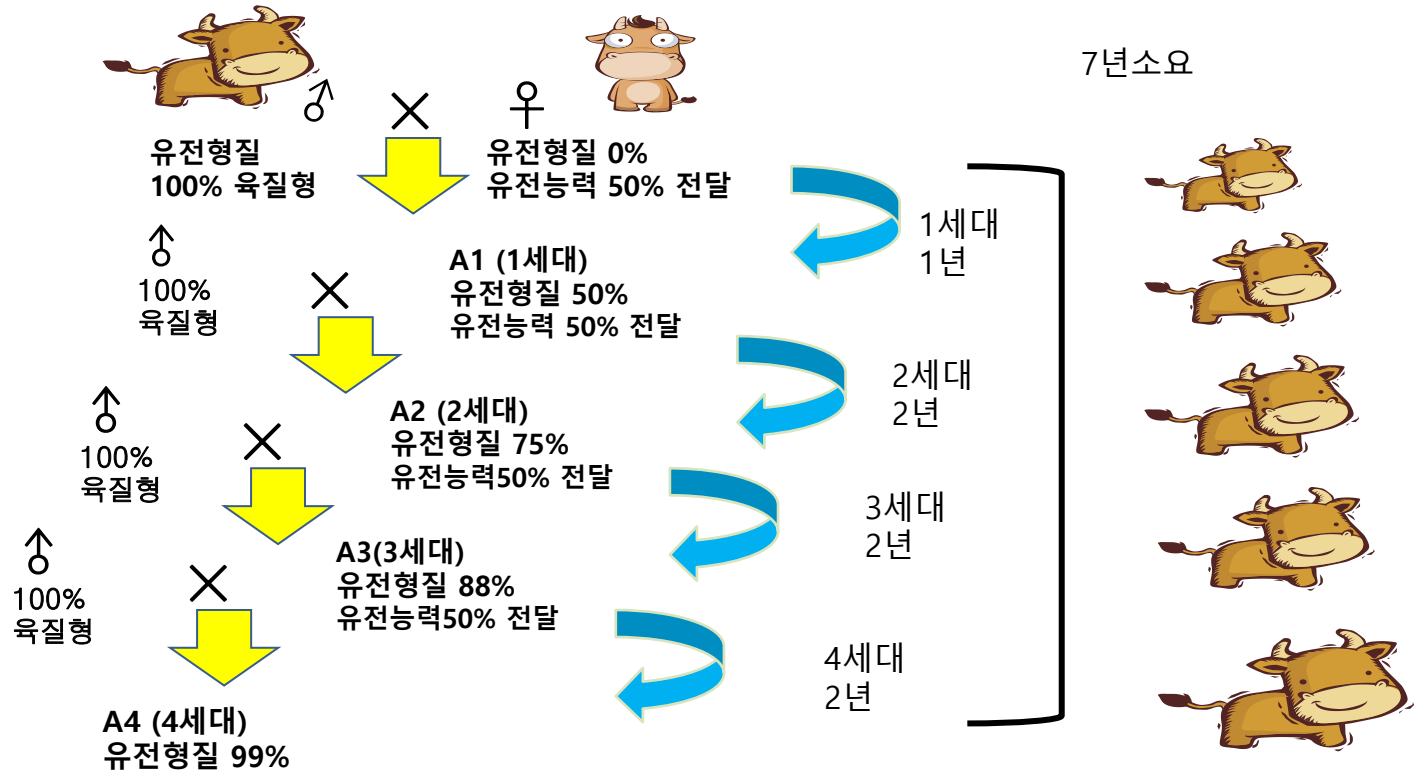 7년소요
유전형질
100% 육질형
유전형질 0%
유전능력 50% 전달
1세대
1년
100%
육질형
A1 (1세대)
유전형질 50%
유전능력 50% 전달
2세대
2년
100%
육질형
A2 (2세대)
유전형질 75%
유전능력50% 전달
3세대
2년
100%
육질형
A3(3세대)
유전형질 88%
유전능력50% 전달
4세대
2년
A4 (4세대)
유전형질 99%